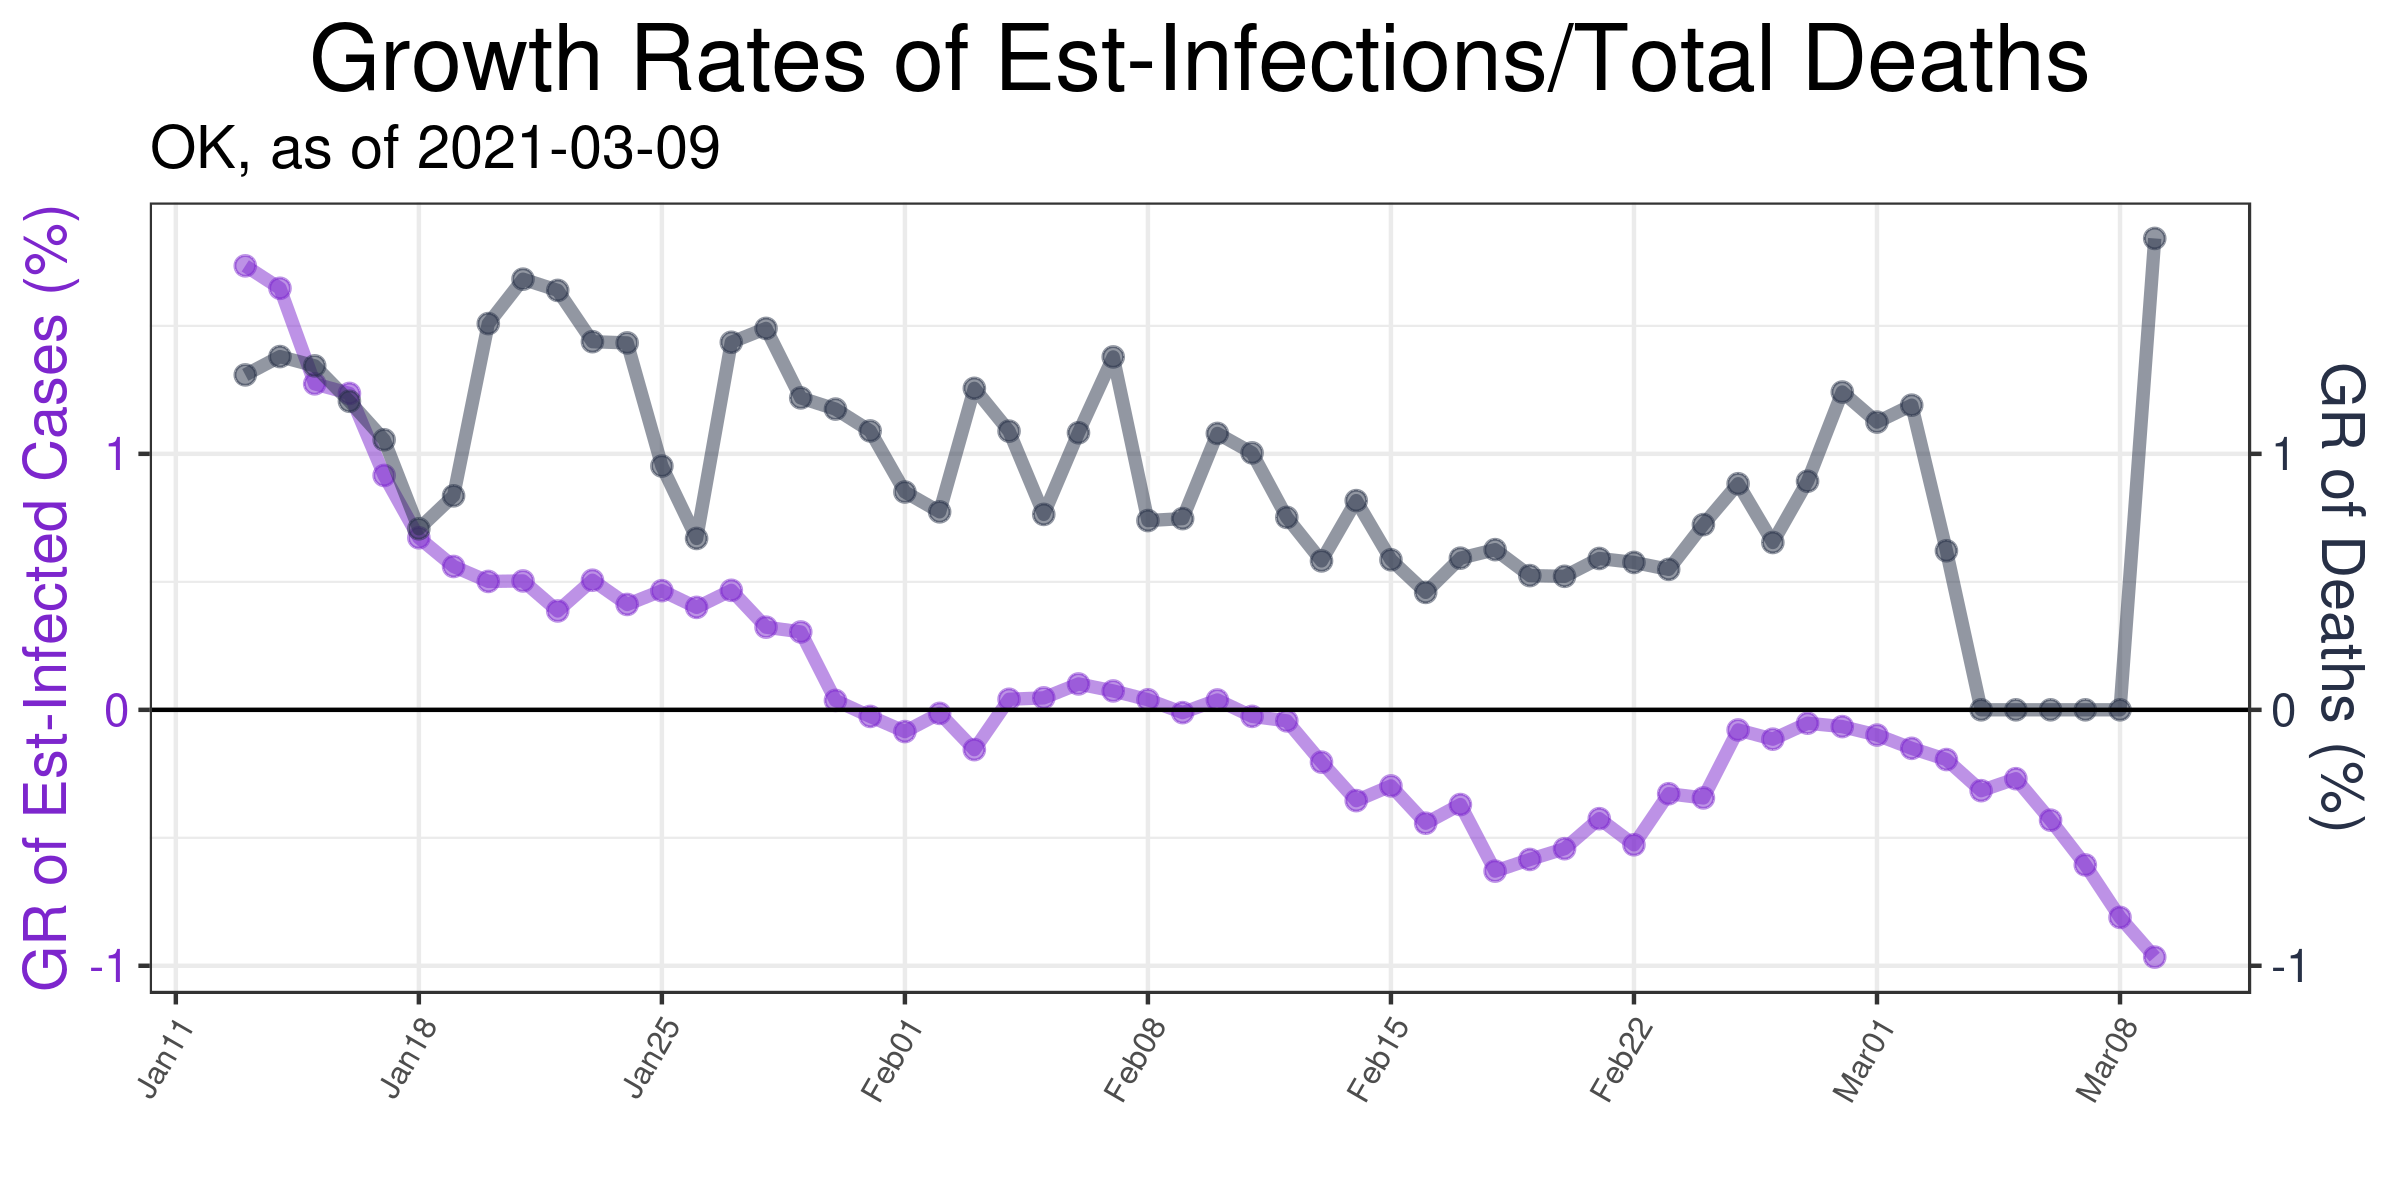 Growth Rates of Est-Infections/Total Deaths
OK, as of 2021-03-09
GR of Est-Infected Cases (%)
1
0
-1
GR of Deaths (%)
1
0
-1
Jan11
Jan18
Jan25
Feb01
Feb08
Feb15
Feb22
Mar01
Mar08